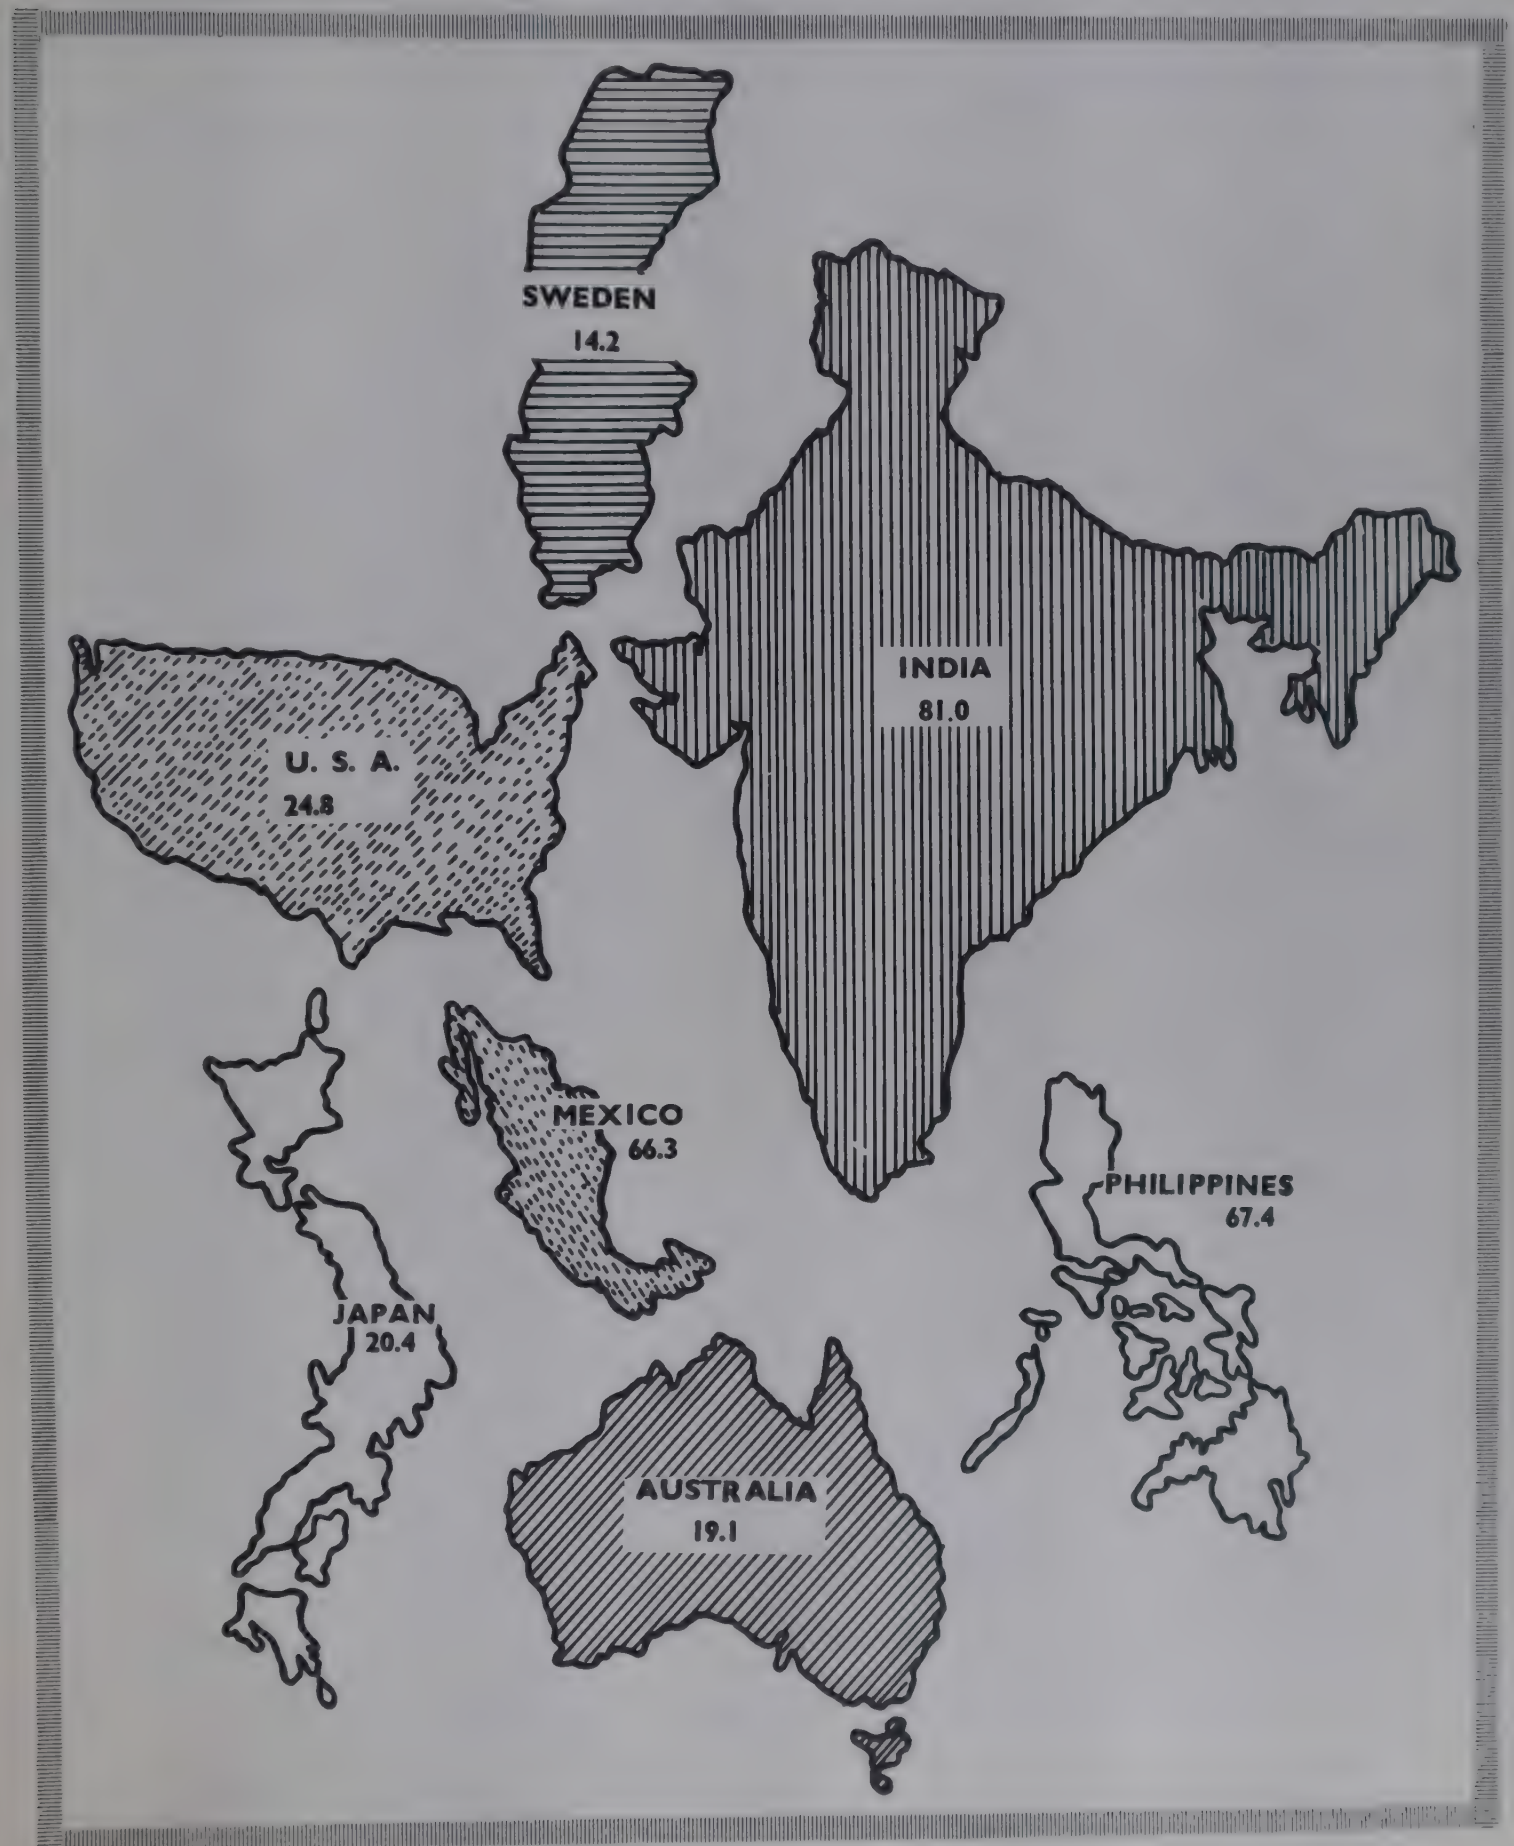 SWEDEN
14.2
INDIA
81.0
U. S. A.
24.8
MEXICO
66.3
PHILIPPINES
67.4
JAPAN
20.4
AUSTRALIA
19.1